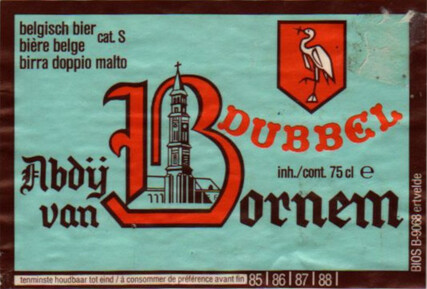 belgisch bier
bière belge
cat. S
birra doppio malto
DUBBEL
inh./cont. 75 cl e
Abdij
van
Bornem
BIOS B-9068 ertvelde
tenminste houdbaar tot eind / à consommer de préférence avant fin 85 | 86 | 87 | 88 |